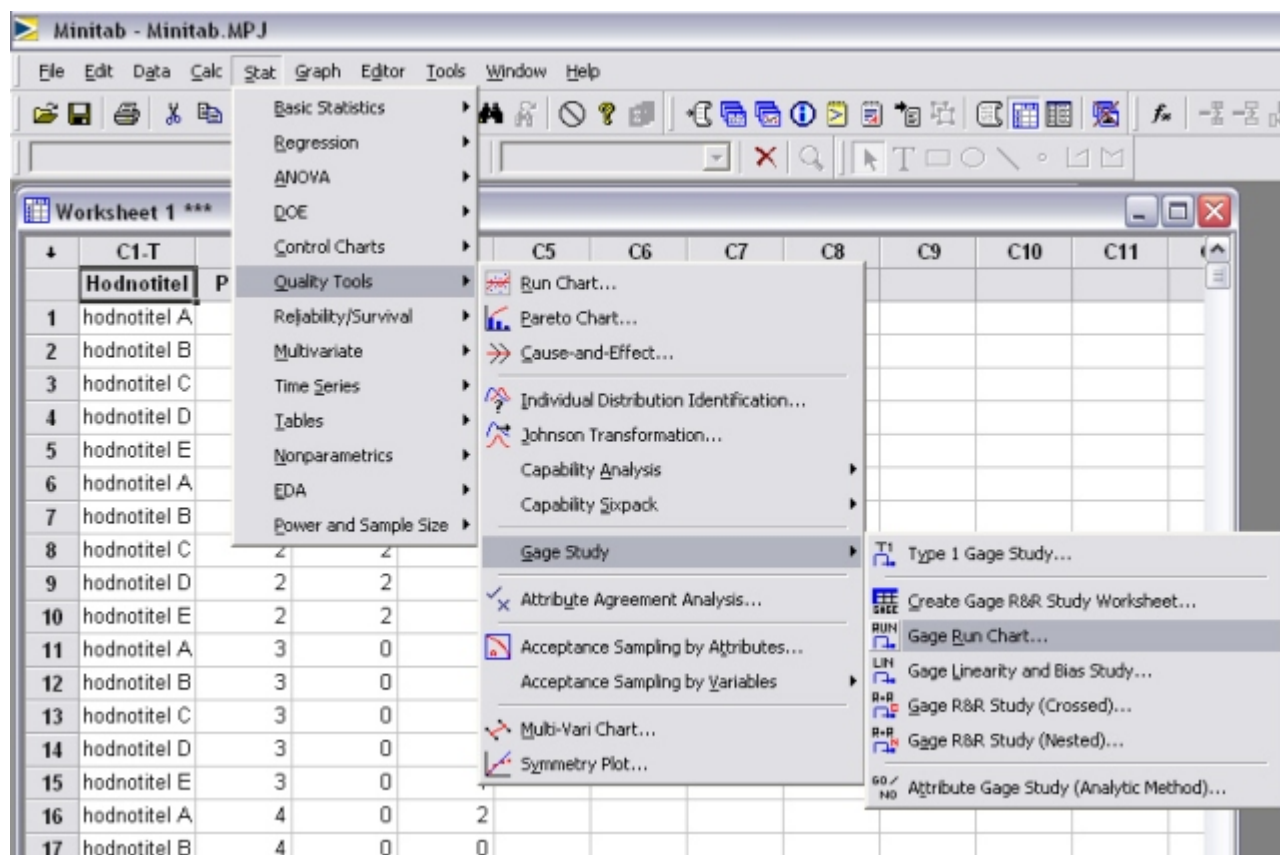 Minitab - Minitab.MPJ
File Edit Data Calc Stat Graph Editor Tools Window Help
Worksheet 1 ***
Basic Statistics
Regression
ANOVA
DOE
Control Charts
Quality Tools
Reliability/Survival
Multivariate
Time Series
Tables
Nonparametrics
EDA
Power and Sample Size
Run Chart...
Pareto Chart...
Cause-and-Effect...
Individual Distribution Identification...
Johnson Transformation...
Capability Analysis
Capability Sixpack
Gage Study
Attribute Agreement Analysis...
Acceptance Sampling by Attributes...
Acceptance Sampling by Variables
Multi-Vari Chart...
Symmetry Plot...
Type 1 Gage Study...
Create Gage R&R Study Worksheet...
Gage Run Chart...
Gage Linearity and Bias Study...
Gage R&R Study (Crossed)...
Gage R&R Study (Nested)...
Attribute Gage Study (Analytic Method)...
C1-T C5 C6 C7 C8 C9 C10 C11
Hodnotitel P
1 hodnotitel A
2 hodnotitel B
3 hodnotitel C
4 hodnotitel D
5 hodnotitel E
6 hodnotitel A
7 hodnotitel B
8 hodnotitel C 2 2
9 hodnotitel D 2 2
10 hodnotitel E 2 2
11 hodnotitel A 3 0
12 hodnotitel B 3 0
13 hodnotitel C 3 0
14 hodnotitel D 3 0
15 hodnotitel E 3 0
16 hodnotitel A 4 0 2
17 hodnotitel B 4 0 0